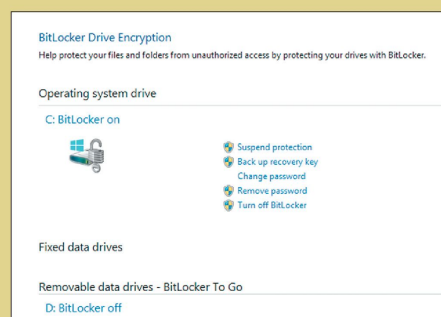 BitLocker Drive Encryption
Help protect your files and folders from unauthorized access by protecting your drives with BitLocker.
Operating system drive
C: BitLocker on
Suspend protection
Back up recovery key
Change password
Remove password
Turn off BitLocker
Fixed data drives
Removable data drives - BitLocker To Go
D: BitLocker off